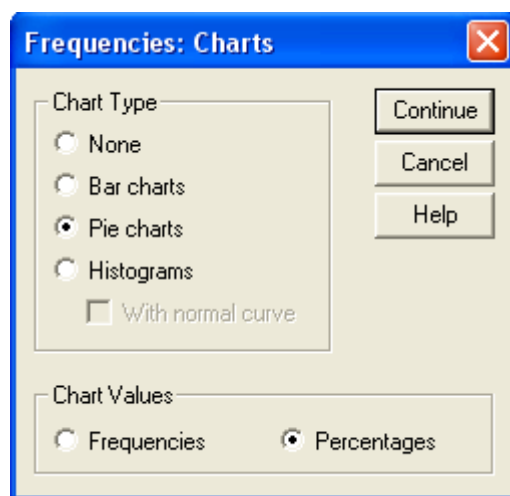 Frequencies: Charts
Chart Type
None
Bar charts
Pie charts
Histograms
With normal curve
Continue
Cancel
Help
Chart Values
Frequencies
Percentages